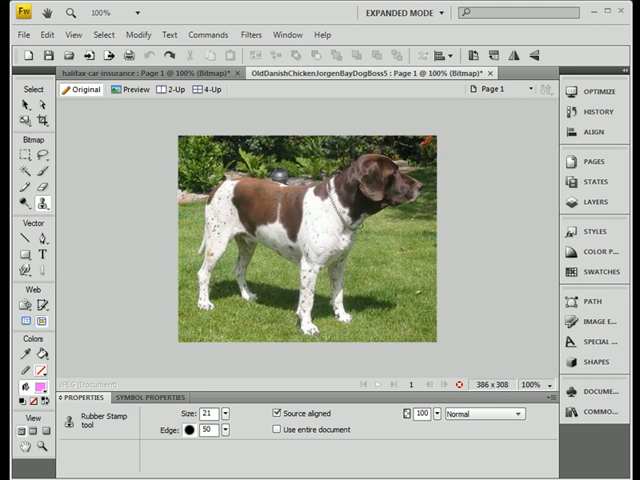 Fw 100% EXPANDED MODE
File Edit View Select Modify Text Commands Filters Window Help
halifax-car-insurance : Page 1 @ 100% (Bitmap)* OldDanishChickenJorgenBayDogBoss5 : Page 1 @ 100% (Bitmap)*
Original Preview 2-Up 4-Up Page 1
Select
Bitmap
Vector
T
Web
Colors
View
OPTIMIZE
HISTORY
ALIGN
PAGES
STATES
LAYERS
STYLES
COLOR P...
SWATCHES
PATH
IMAGE E...
SPECIAL ...
SHAPES
DOCUME...
COMMO...
JPEG (Document) 1 386 x 308 100%
PROPERTIES SYMBOL PROPERTIES
Rubber Stamp tool
Size: 21
Edge: 50
Source aligned
Use entire document
100 Normal